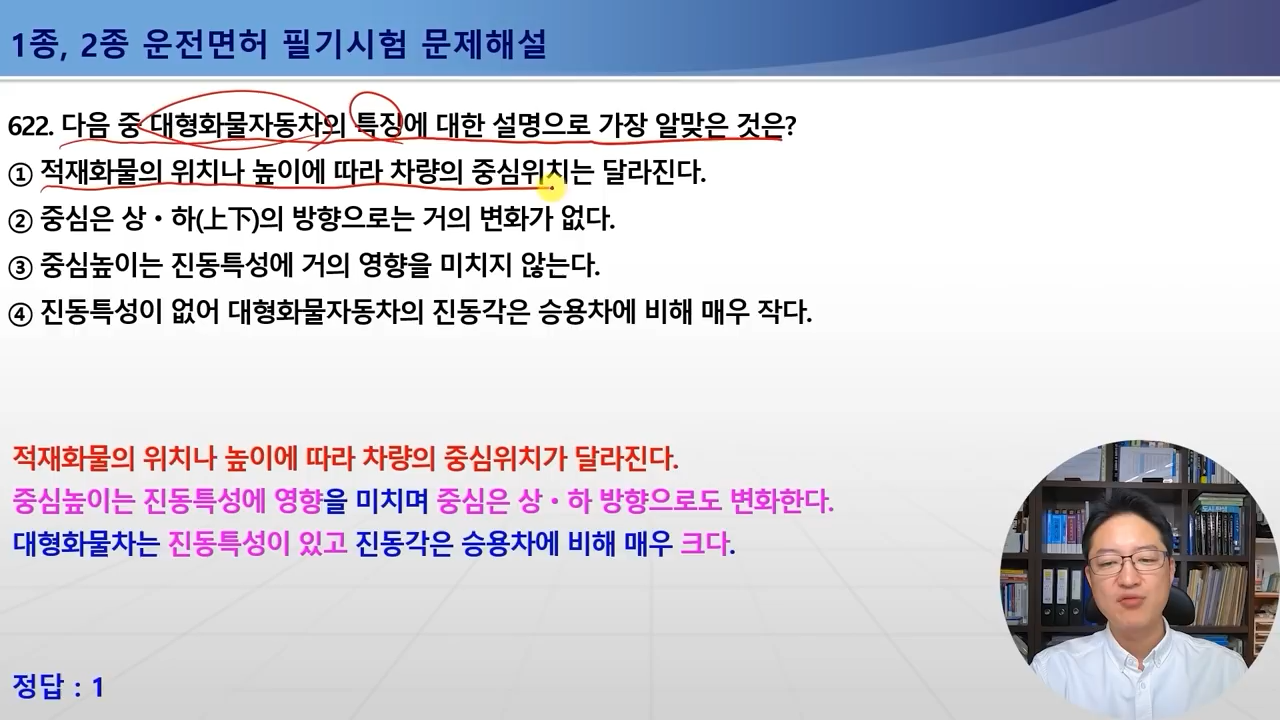 1종, 2종 운전면허 필기시험 문제해설
622. 다음 중 대형화물자동차의 특징에 대한 설명으로 가장 알맞은 것은?
① 적재화물의 위치나 높이에 따라 차량의 중심위치는 달라진다.
② 중심은 상・하(上下)의 방향으로는 거의 변화가 없다.
③ 중심높이는 진동특성에 거의 영향을 미치지 않는다.
④ 진동특성이 없어 대형화물자동차의 진동각은 승용차에 비해 매우 작다.
적재화물의 위치나 높이에 따라 차량의 중심위치가 달라진다.
중심높이는 진동특성에 영향을 미치며 중심은 상・하 방향으로도 변화한다.
대형화물차는 진동특성이 있고 진동각은 승용차에 비해 매우 크다.
정답 : 1